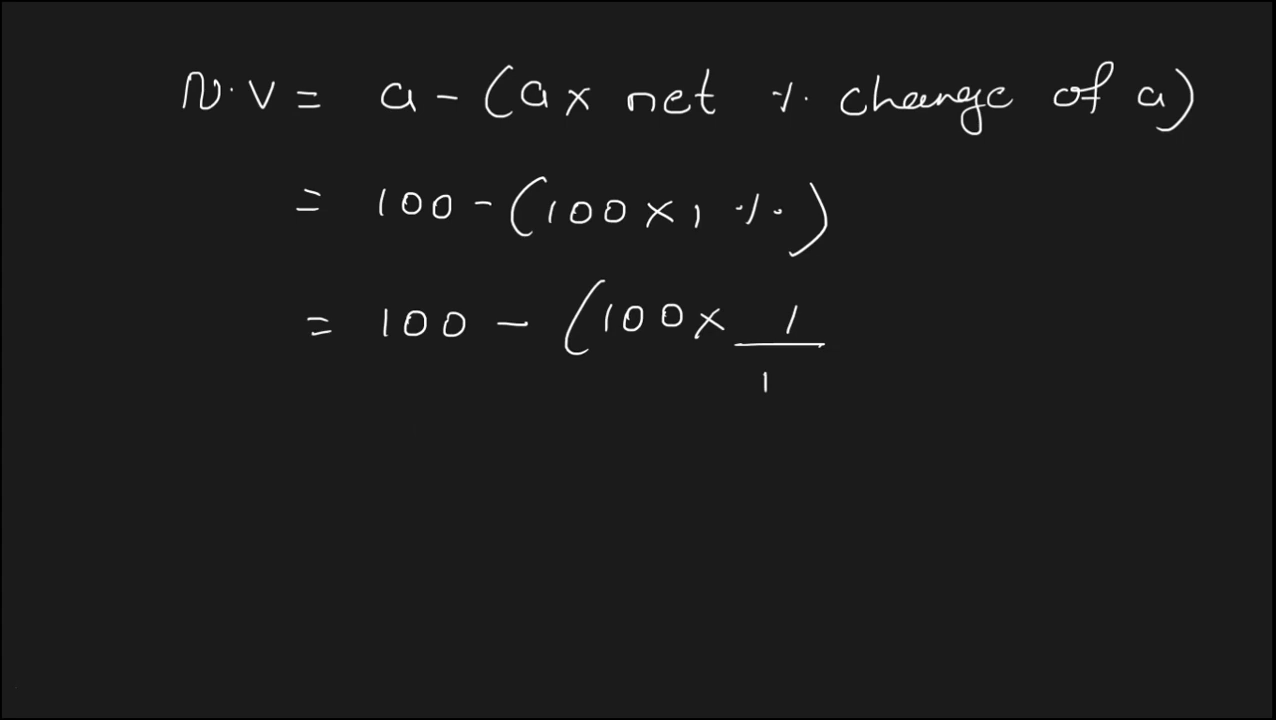 N.V = a - (a x net % change of a)
= 100 - (100 x 1 %)
= 100 - (100 x 1
1